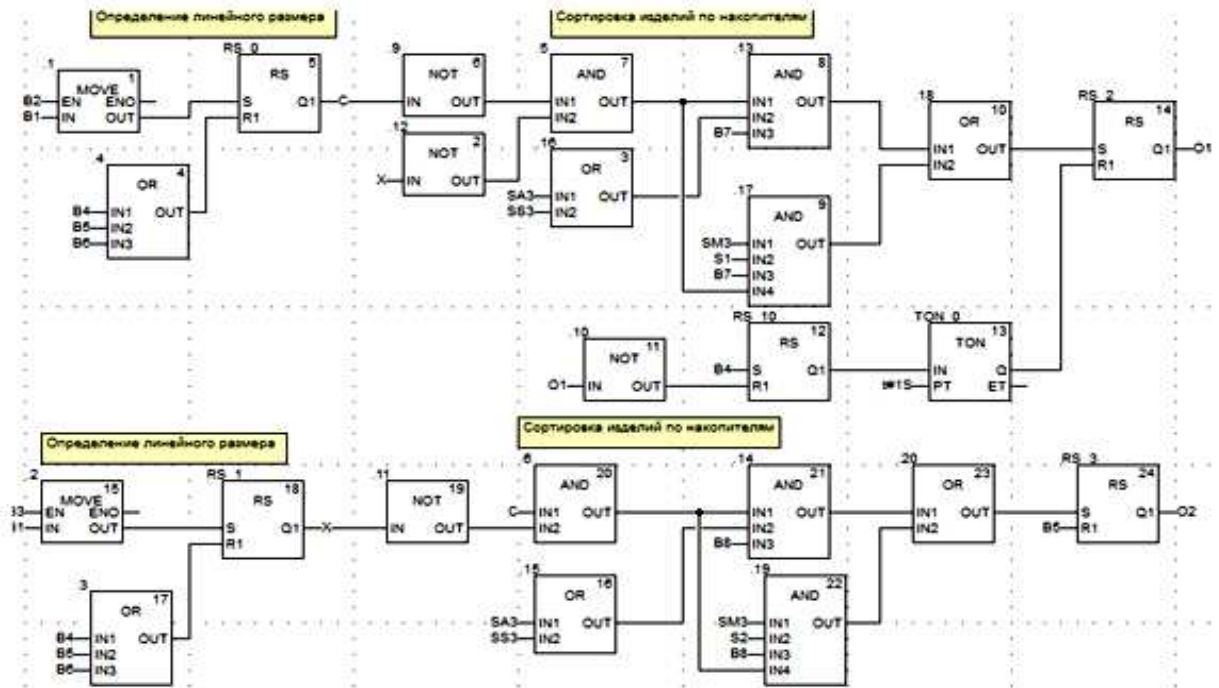 Определение линейного размера
Сортировка изделий по накопителям
.1
MOVE 1
B2 EN ENO
B1 IN OUT
RS_0
RS 5
S Q1 C
R1
.4
OR 4
B4 IN1 OUT
B5 IN2
B6 IN3
.9
NOT 6
IN OUT
.12
NOT 2
X IN OUT
.5
AND 7
IN1 OUT
IN2
.16
OR 3
SA3 IN1 OUT
SS3 IN2
.13
AND 8
IN1 OUT
IN2
B7 IN3
.17
AND 9
SM3 IN1 OUT
S1 IN2
B7 IN3
IN4
.18
OR 10
IN1 OUT
IN2
RS_2
RS 14
S Q1 O1
R1
.10
NOT 11
O1 IN OUT
RS_10
RS 12
B4 S Q1
R1
TON_0
TON 13
IN Q
PT ET
Определение линейного размера
Сортировка изделий по накопителям
.2
MOVE 15
EN ENO
IN OUT
RS_1
RS 18
S Q1 X
R1
.3
OR 17
B4 IN1 OUT
B5 IN2
B6 IN3
.11
NOT 19
IN OUT
.6
AND 20
C IN1 OUT
IN2
.15
OR 16
SA3 IN1 OUT
SS3 IN2
.14
AND 21
IN1 OUT
IN2
B8 IN3
.19
AND 22
SM3 IN1 OUT
S2 IN2
B8 IN3
IN4
.20
OR 23
IN1 OUT
IN2
RS_3
RS 24
S Q1 O2
B5 R1